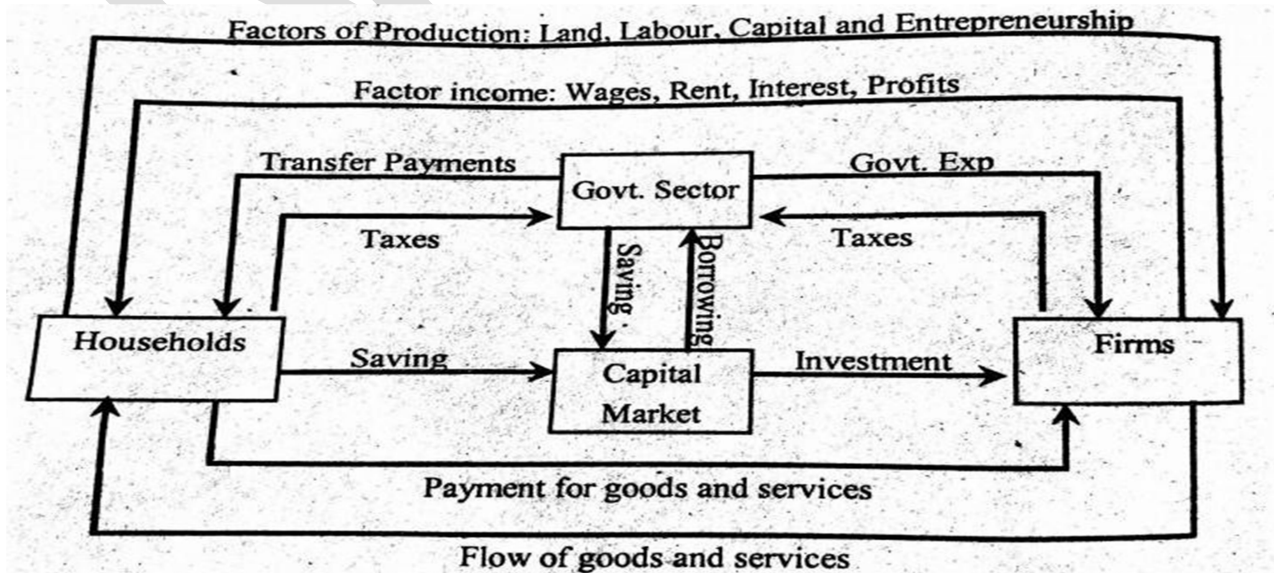 Factors of Production: Land, Labour, Capital and Entrepreneurship
Factor income: Wages, Rent, Interest, Profits
Transfer Payments
Govt. Exp
Govt. Sector
Taxes
Taxes
Saving
Borrowing
Households
Firms
Saving
Investment
Capital
Market
Payment for goods and services
Flow of goods and services